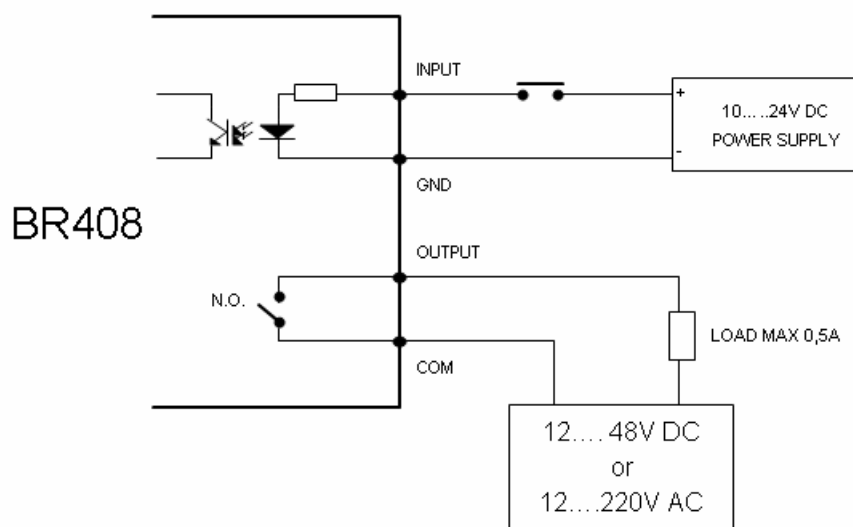 INPUT
+
10... ..24V DC
POWER SUPPLY
-
GND
BR408
OUTPUT
N.O.
LOAD MAX 0,5A
COM
12.... 48V DC
or
12....220V AC